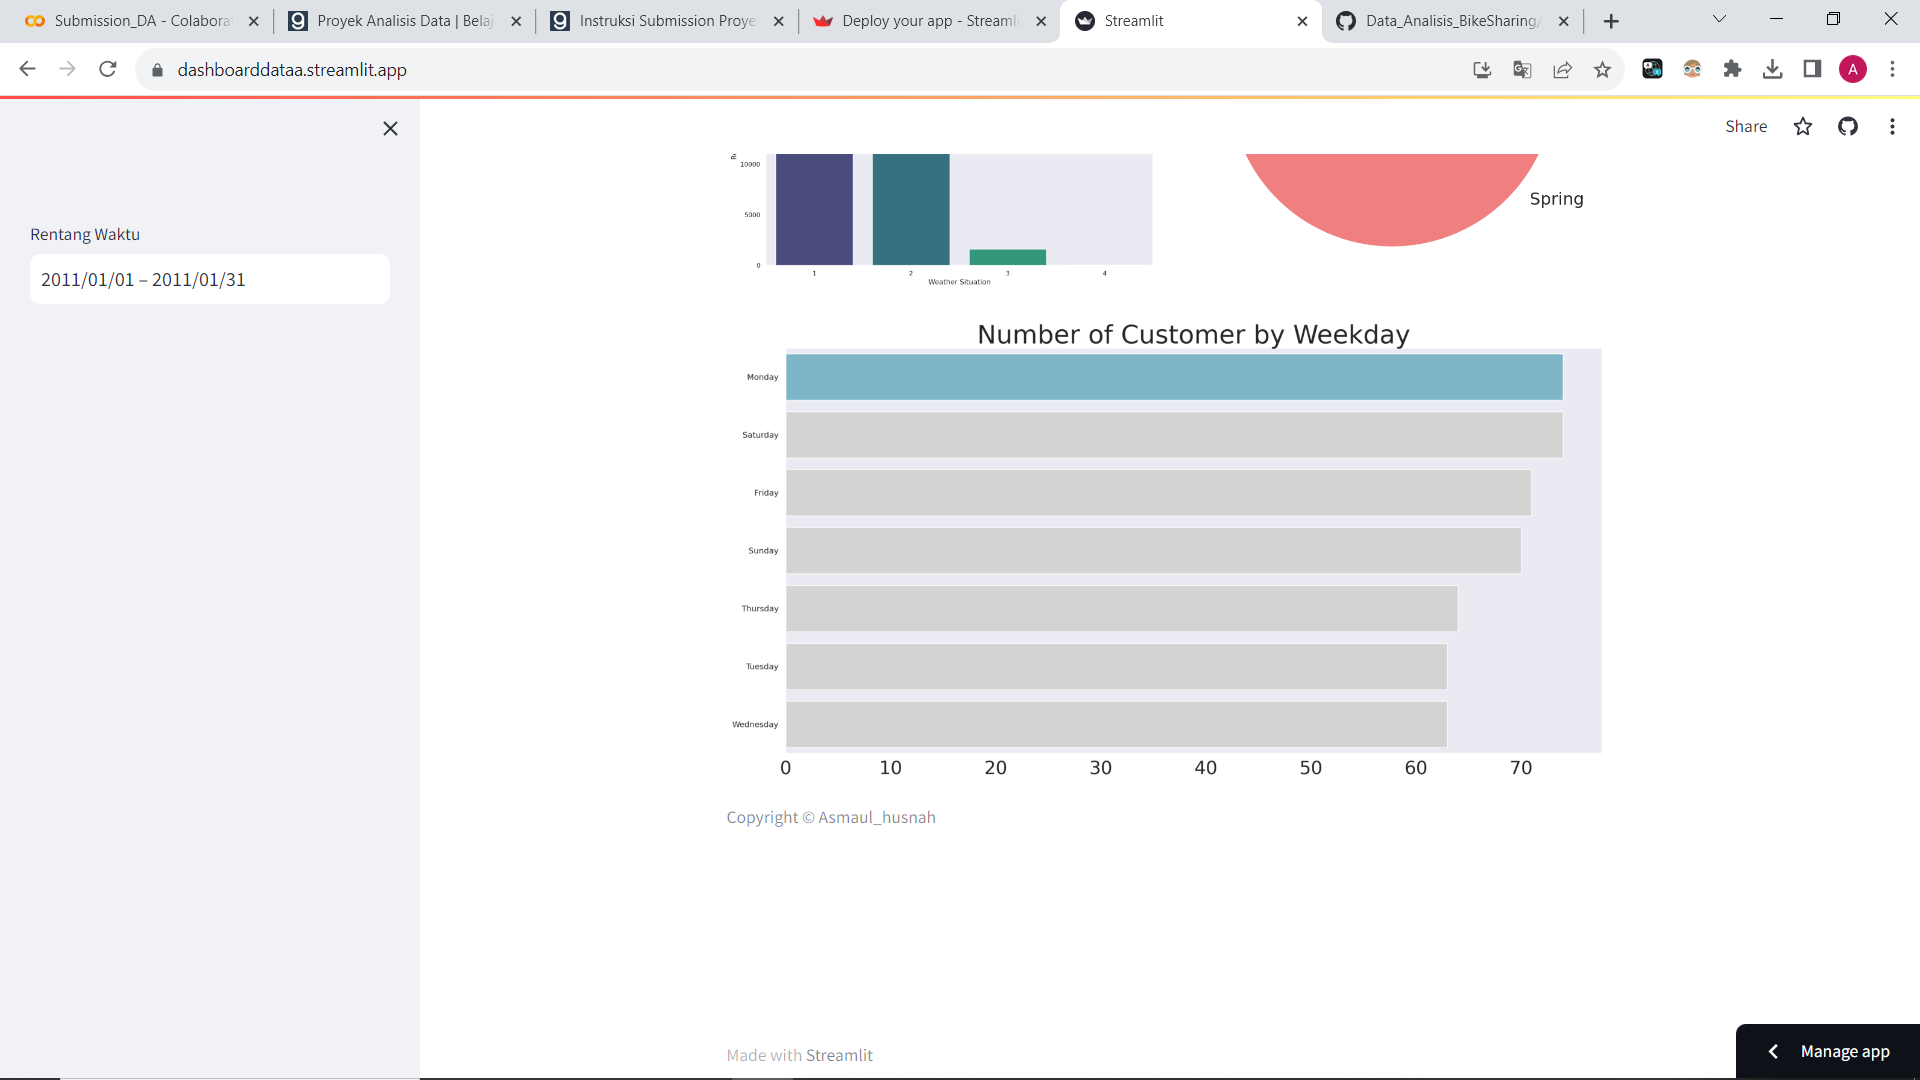 Submission_DA - Colabora
Proyek Analisis Data | Belaj
Instruksi Submission Proye
Deploy your app - Streamli
Streamlit
Data_Analisis_BikeSharing/
dashboarddataa.streamlit.app
A
Share
Rentang Waktu
2011/01/01 – 2011/01/31
10000
5000
0
1 2 3 4
Weather Situation
Spring
Number of Customer by Weekday
Monday
Saturday
Friday
Sunday
Thursday
Tuesday
Wednesday
0 10 20 30 40 50 60 70
Copyright © Asmaul_husnah
Made with Streamlit
Manage app